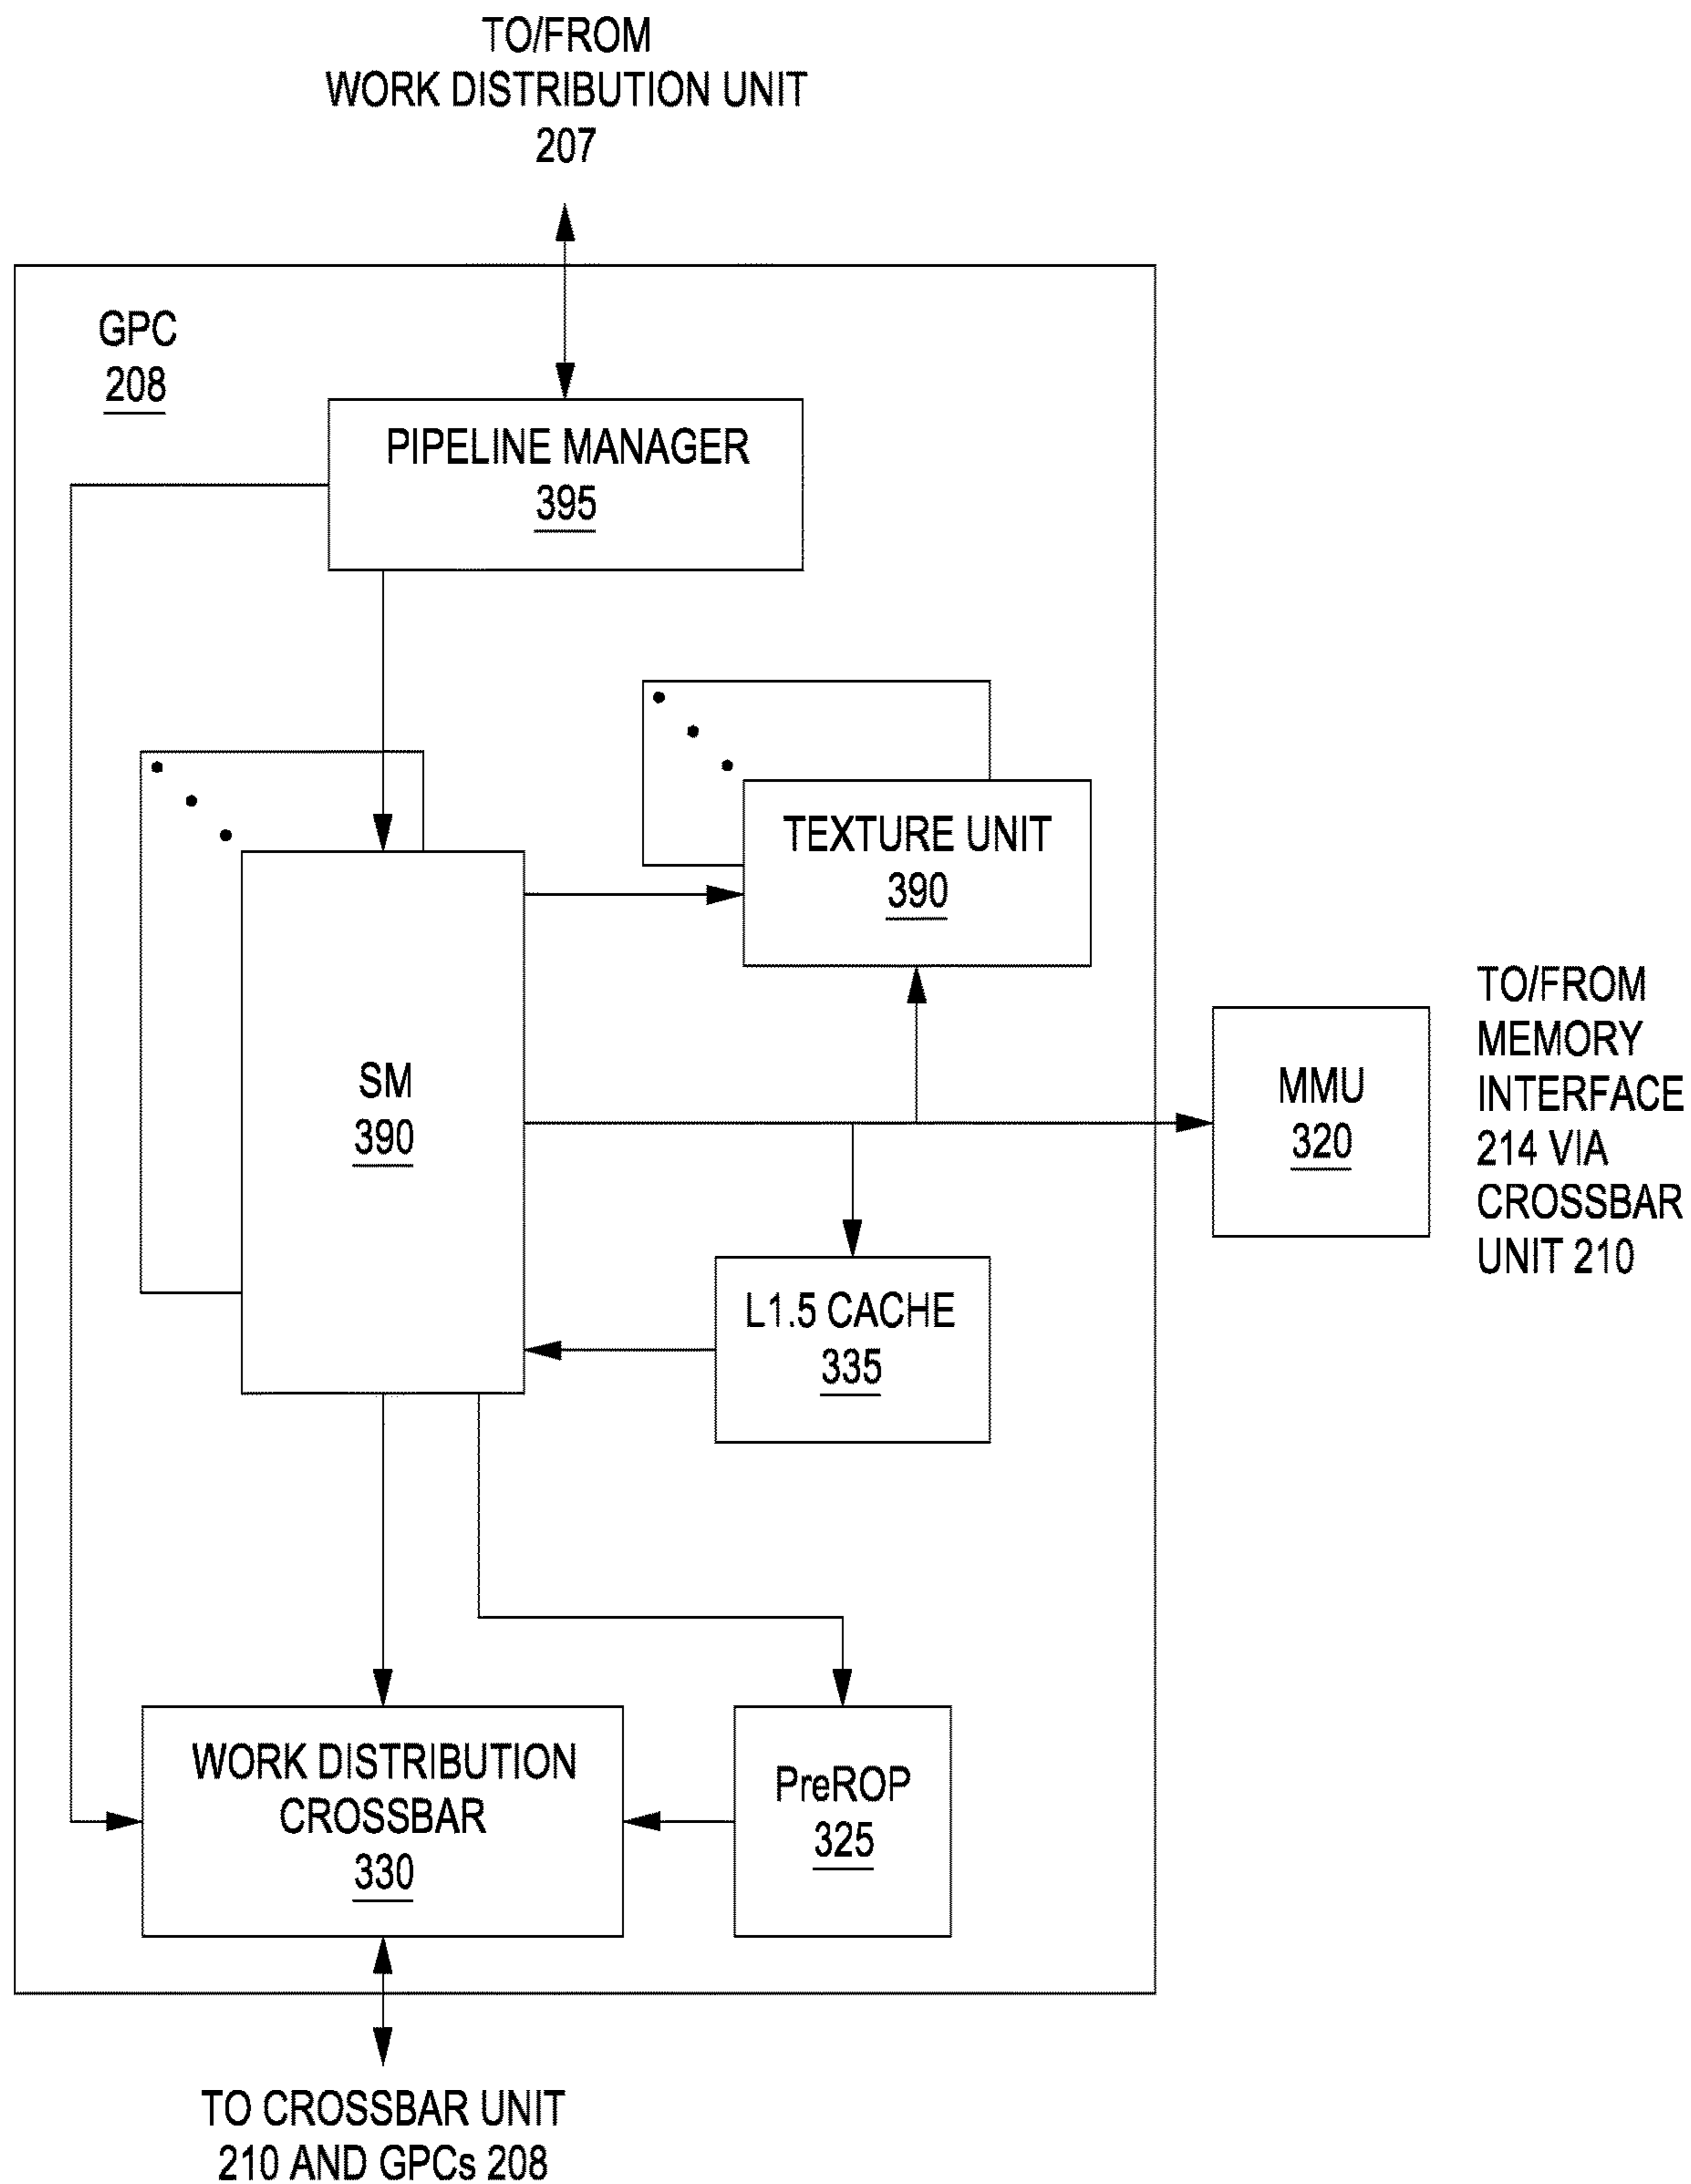 TO/FROM
WORK DISTRIBUTION UNIT
207
GPC
208
PIPELINE MANAGER
395
TEXTURE UNIT
390
SM
390
MMU
320
TO/FROM
MEMORY
INTERFACE
214 VIA
CROSSBAR
UNIT 210
L1.5 CACHE
335
WORK DISTRIBUTION
CROSSBAR
330
PreROP
325
TO CROSSBAR UNIT
210 AND GPCs 208